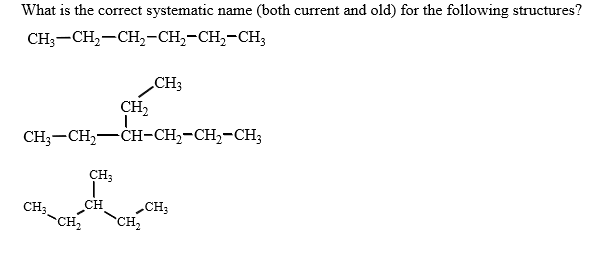 What is the correct systematic name (both current and old) for the following structures?
CH₃—CH₂—CH₂—CH₂—CH₂—CH₃
CH₃
CH₂
CH₃—CH₂—CH—CH₂—CH₂—CH₃
CH₃
CH₃ CH CH₃
CH₂ CH₂